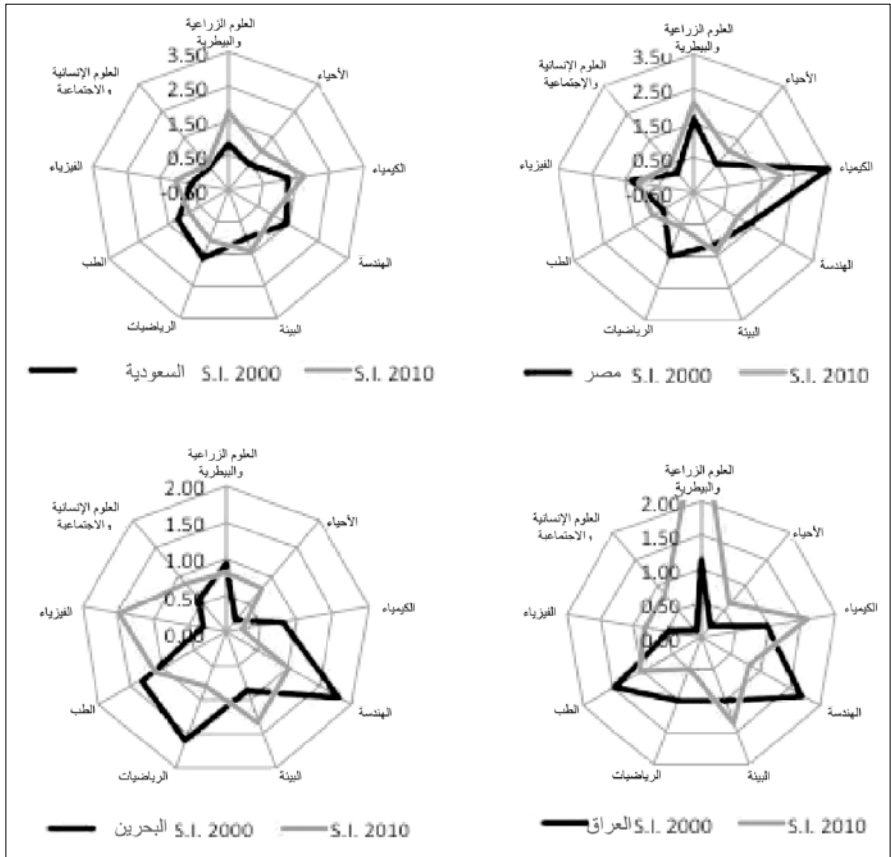 العلوم الزراعية
والبيطرية
الأحياء
الكيمياء
الهندسة
البيئة
الرياضيات
الطب
الفيزياء
العلوم الإنسانية
والاجتماعية
3.50
2.50
1.50
0.50
-0.50
السعودية S.I. 2000 S.I. 2010
العلوم الزراعية
والبيطرية
الأحياء
الكيمياء
الهندسة
البيئة
الرياضيات
الطب
الفيزياء
العلوم الإنسانية
والإجتماعية
3.50
2.50
1.50
0.50
-0.50
مصر S.I. 2000 S.I. 2010
العلوم الزراعية
والبيطرية
الأحياء
الكيمياء
الهندسة
البيئة
الرياضيات
الطب
الفيزياء
العلوم الإنسانية
والاجتماعية
2.00
1.50
1.00
0.50
0.00
البحرين S.I. 2000 S.I. 2010
العلوم الزراعية
والبيطرية
الأحياء
الكيمياء
الهندسة
البيئة
الرياضيات
الطب
الفيزياء
العلوم الإنسانية
والاجتماعية
2.00
1.50
1.00
0.50
0.00
العراق S.I. 2000 S.I. 2010